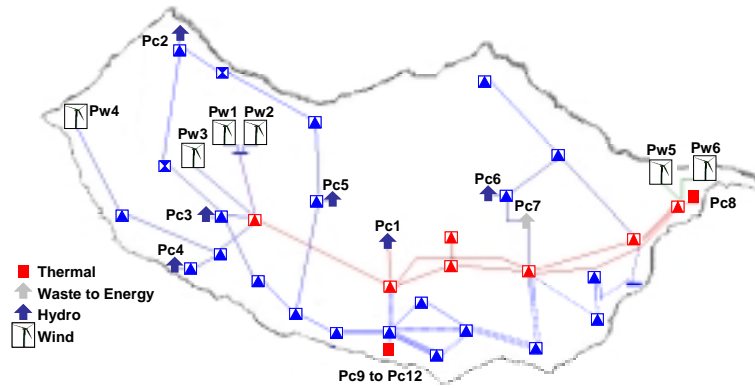 Pc2
Pw4
Pw1 Pw2
Pw3
Pw5
Pw6
Pc6
Pc5
Pc8
Pc3
Pc7
Pc1
Pc4
Thermal
Waste to Energy
Hydro
Wind
Pc9 to Pc12